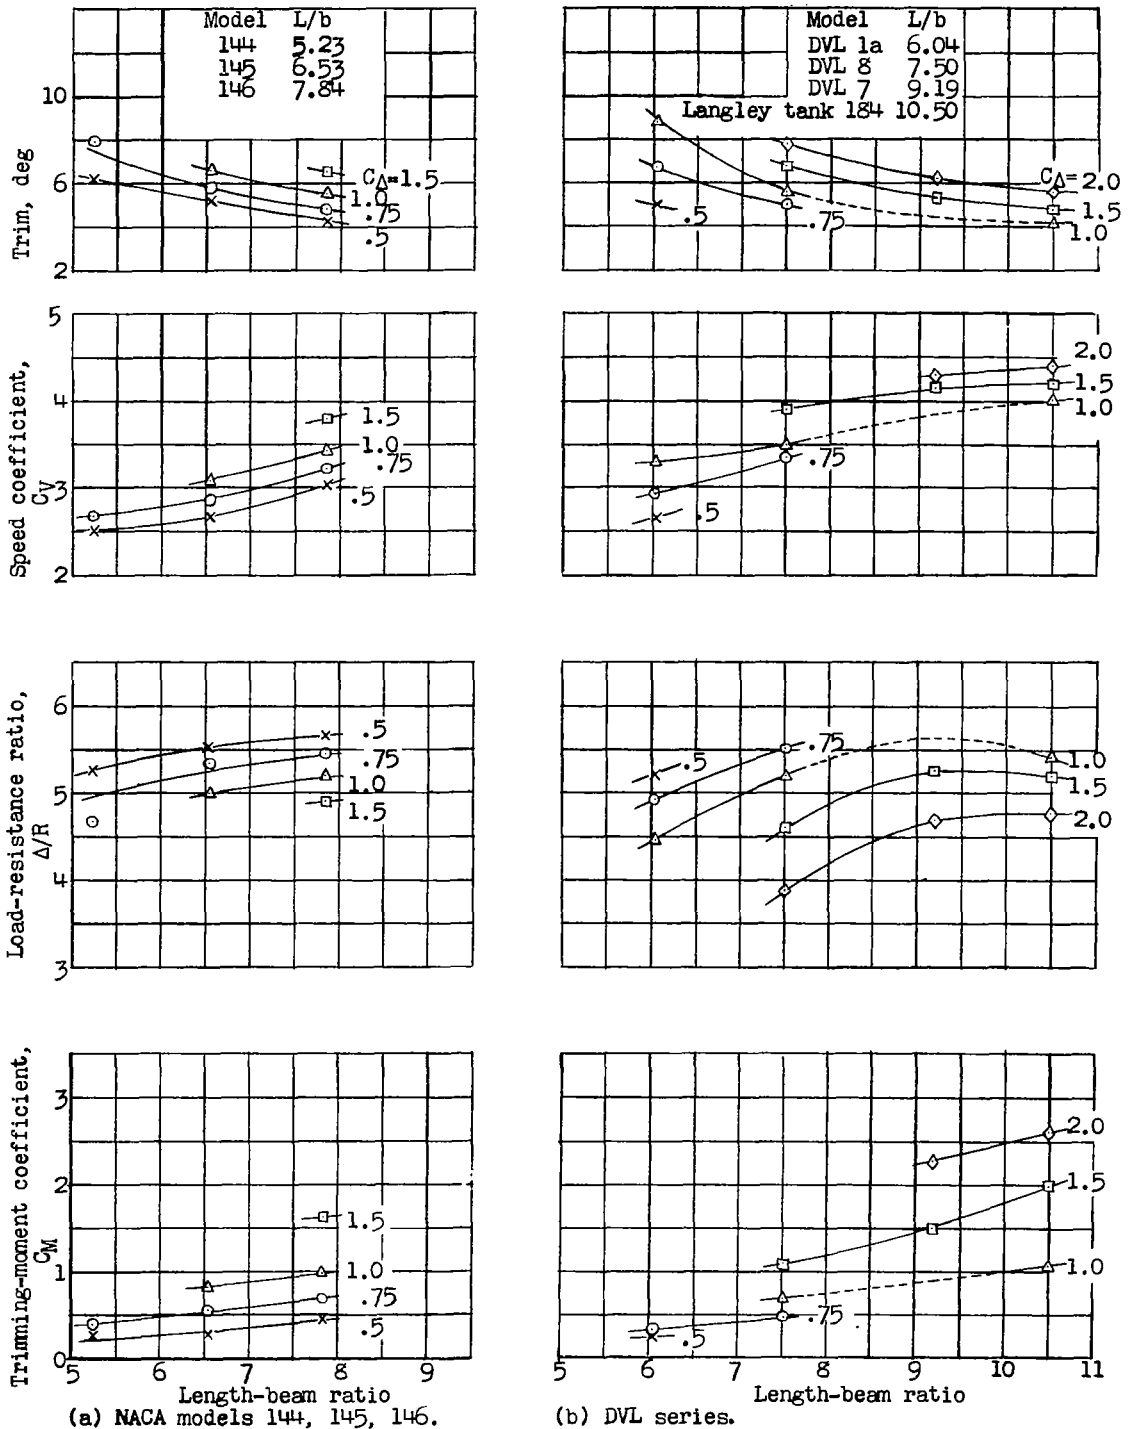 Model L/b
144 5.23
145 6.53
146 7.84
Model L/b
DVL 1a 6.04
DVL 8 7.50
DVL 7 9.19
Langley tank 184 10.50
Trim, deg
10
6
2
C△=1.5
1.0
.75
.5
C△=2.0
1.5
1.0
.75
.5
Speed coefficient,
C_V
5
4
3
2
1.5
1.0
.75
.5
2.0
1.5
1.0
.75
.5
Load-resistance ratio,
Δ/R
6
5
4
3
.5
.75
1.0
1.5
.5
.75
1.0
1.5
2.0
Trimming-moment coefficient,
C_M
3
2
1
0
1.5
1.0
.75
.5
2.0
1.5
1.0
.75
.5
5 6 7 8 9
Length-beam ratio
(a) NACA models 144, 145, 146.
5 6 7 8 9 10 11
Length-beam ratio
(b) DVL series.